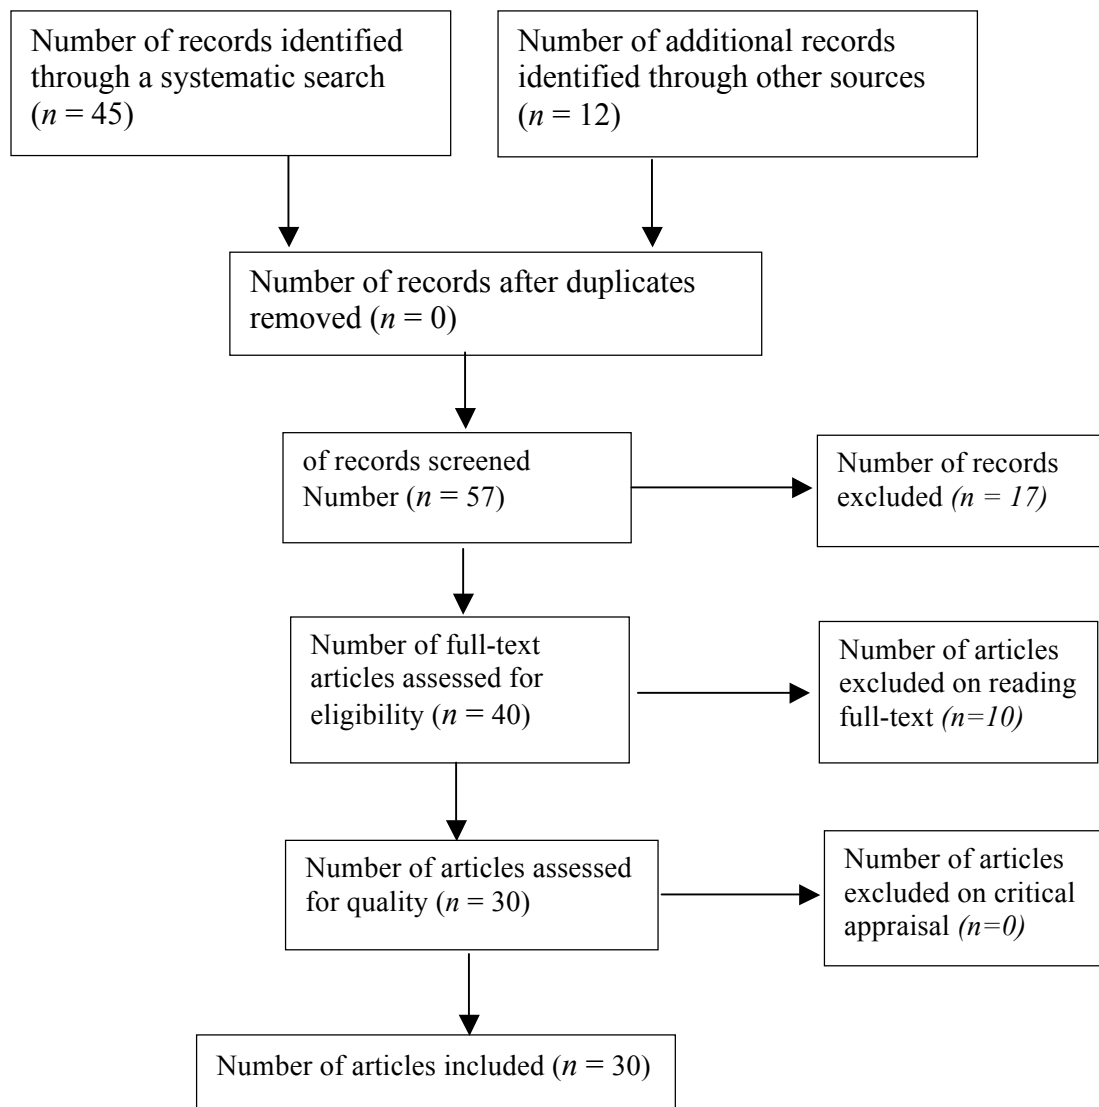 Number of records identified
through a systematic search
(n = 45)
Number of additional records
identified through other sources
(n = 12)
Number of records after duplicates
removed (n = 0)
of records screened
Number (n = 57)
Number of records
excluded (n = 17)
Number of full-text
articles assessed for
eligibility (n = 40)
Number of articles
excluded on reading
full-text (n=10)
Number of articles assessed
for quality (n = 30)
Number of articles
excluded on critical
appraisal (n=0)
Number of articles included (n = 30)